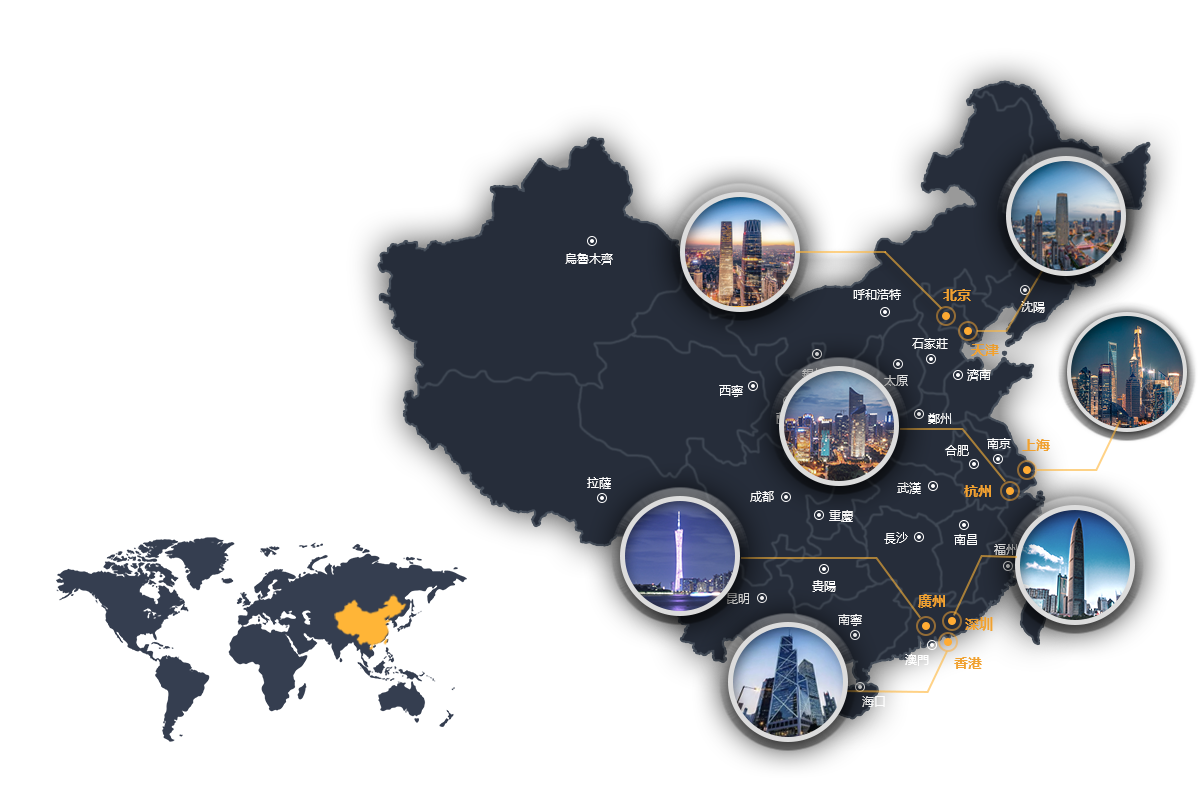 烏魯木齊
呼和浩特
北京
沈陽
石家莊
天津
太原
濟南
西寧
鄭州
南京
上海
合肥
拉薩
成都
武漢
杭州
重慶
長沙
南昌
福州
貴陽
昆明
廣州
南寧
深圳
澳門
香港
海口